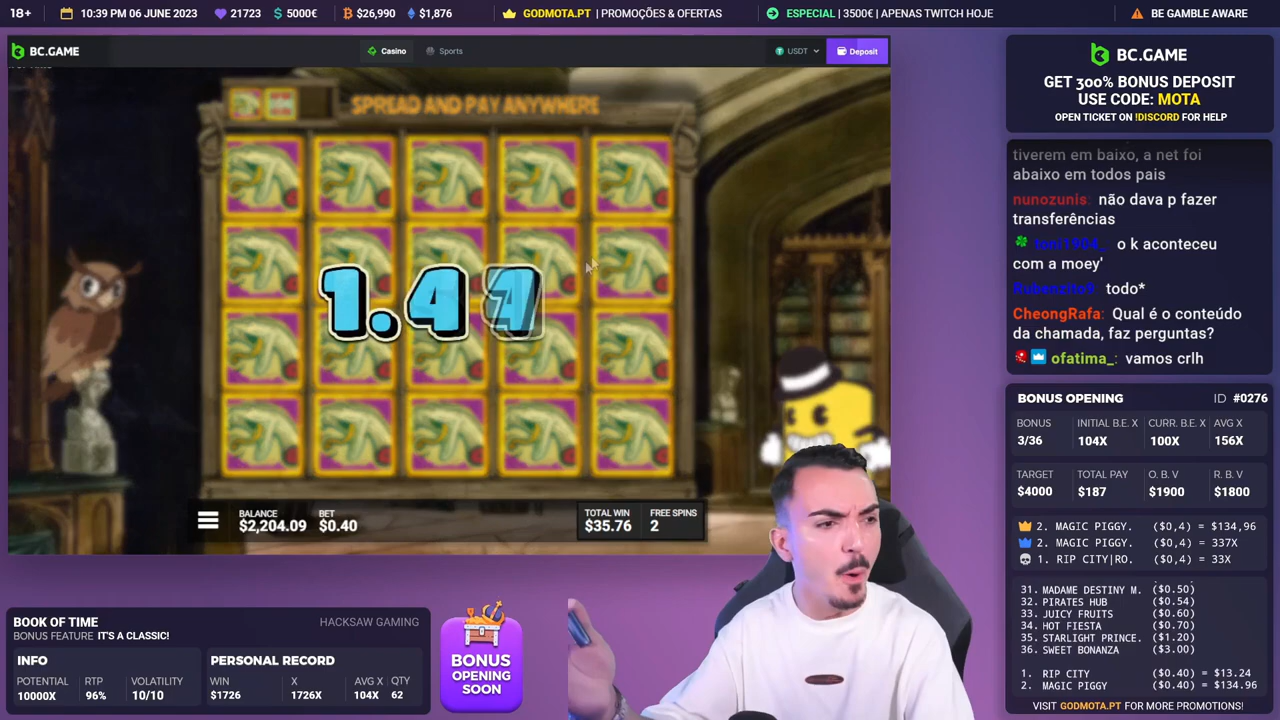 18+
10:39 PM 06 JUNE 2023
21723
5000€
$26,990
$1,876
GODMOTA.PT | PROMOÇÕES & OFERTAS
ESPECIAL | 3500€ | APENAS TWITCH HOJE
BE GAMBLE AWARE
BC.GAME
Casino
Sports
USDT
Deposit
SPREAD AND PAY ANYWHERE
1.4
BALANCE
$2,204.09
BET
$0.40
TOTAL WIN
$35.76
FREE SPINS
2
BC.GAME
GET 300% BONUS DEPOSIT
USE CODE: MOTA
OPEN TICKET ON !DISCORD FOR HELP
tiverem em baixo, a net foi
abaixo em todos pais
nunozunis: não dava p fazer
transferências
toni1904_ o k aconteceu
com a moey'
Rubenzito9: todo*
CheongRafa: Qual é o conteúdo
da chamada, faz perguntas?
ofatima_: vamos crlh
BONUS OPENING
ID #0276
BONUS
3/36
INITIAL B.E. X
104X
CURR. B.E. X
100X
AVG X
156X
TARGET
$4000
TOTAL PAY
$187
O. B. V
$1900
R. B. V
$1800
2. MAGIC PIGGY. ($0,4) = $134,96
2. MAGIC PIGGY. ($0,4) = 337X
1. RIP CITY|RO. ($0,4) = 33X
31. MADAME DESTINY M. ($0.50)
32. PIRATES HUB ($0.54)
33. JUICY FRUITS ($0.60)
34. HOT FIESTA ($0.70)
35. STARLIGHT PRINCE. ($1.20)
36. SWEET BONANZA ($3.00)
1. RIP CITY ($0.40) = $13.24
2. MAGIC PIGGY ($0.40) = $134.96
VISIT GODMOTA.PT FOR MORE PROMOTIONS!
BOOK OF TIME
HACKSAW GAMING
BONUS FEATURE IT'S A CLASSIC!
INFO
POTENTIAL
10000X
RTP
96%
VOLATILITY
10/10
PERSONAL RECORD
WIN
$1726
X
1726X
AVG X
104X
QTY
62
BONUS
OPENING
SOON